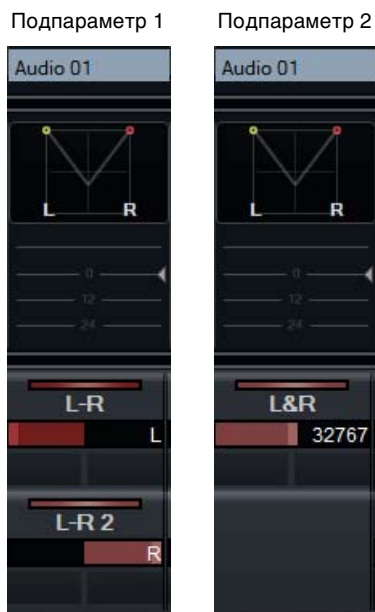 Подпараметр 1
Подпараметр 2
Audio 01
Audio 01
L R
L R
0
12
24
0
12
24
L-R
L
L-R 2
R
L&R
32767